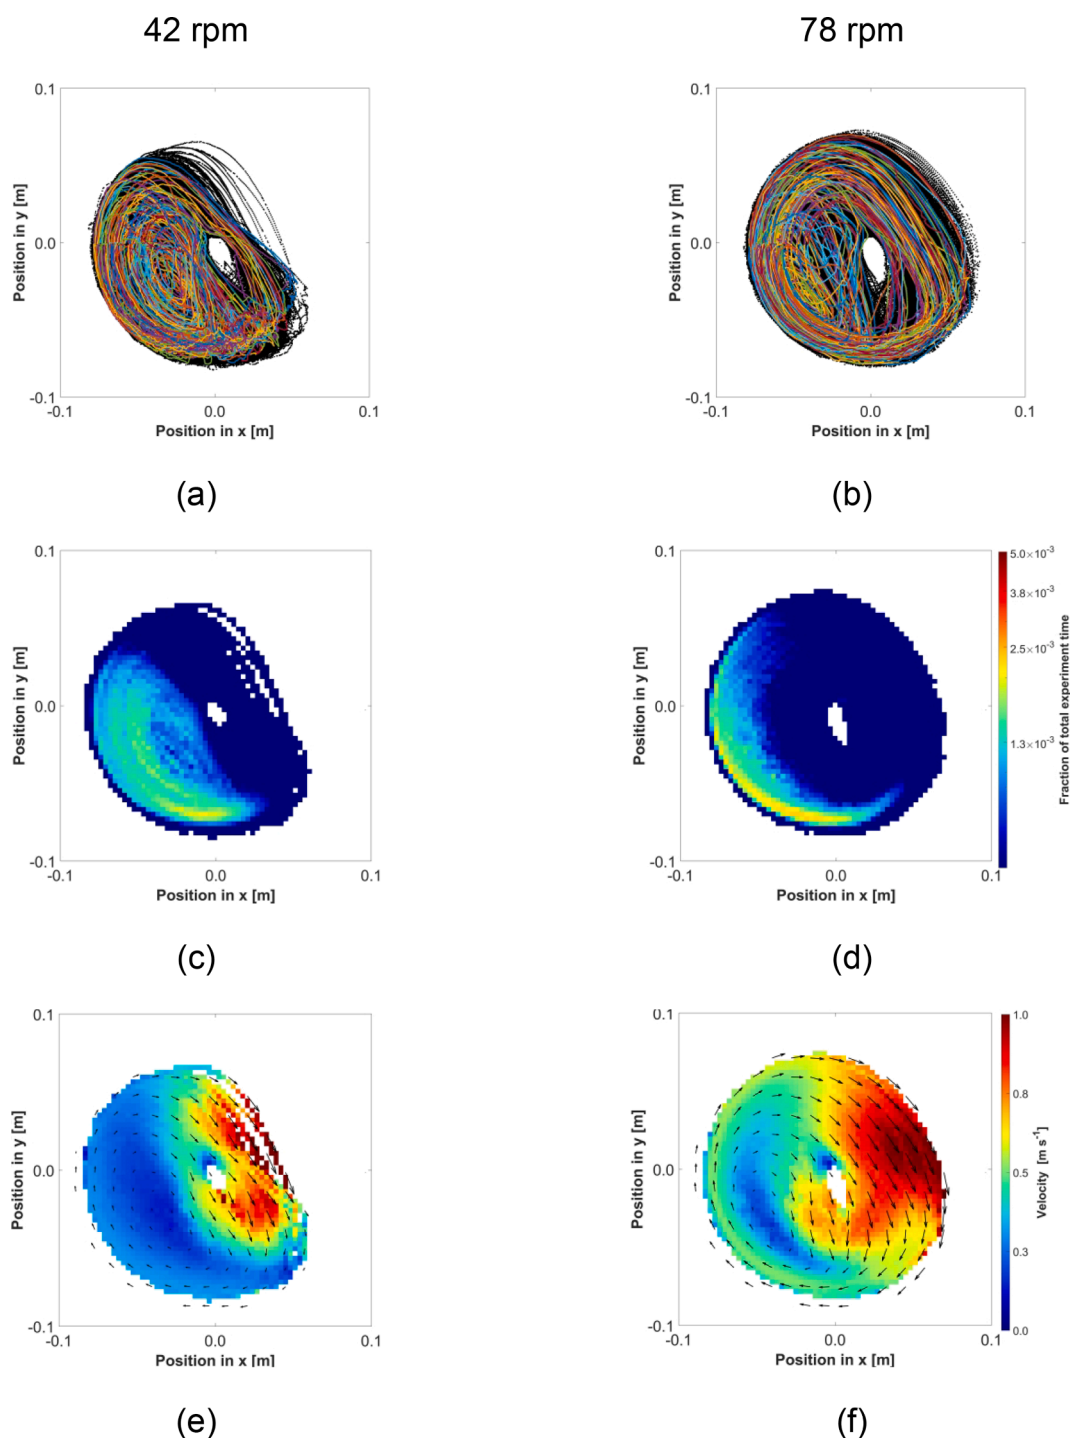 42 rpm 78 rpm
0.1 0.1
Position in y [m] Position in y [m]
0.0 0.0
-0.1 -0.1
-0.1 0.0 0.1 -0.1 0.0 0.1
Position in x [m] Position in x [m]
(a) (b)
0.1 0.1 5.0×10⁻³
3.8×10⁻³
2.5×10⁻³
1.3×10⁻³
Position in y [m] Position in y [m] Fraction of total experiment time
0.0 0.0
-0.1 -0.1
-0.1 0.0 0.1 -0.1 0.0 0.1
Position in x [m] Position in x [m]
(c) (d)
0.1 0.1 1.0
0.8
0.5
0.3
0.0
Position in y [m] Position in y [m] Velocity [m s⁻¹]
0.0 0.0
-0.1 -0.1
-0.1 0.0 0.1 -0.1 0.0 0.1
Position in x [m] Position in x [m]
(e) (f)